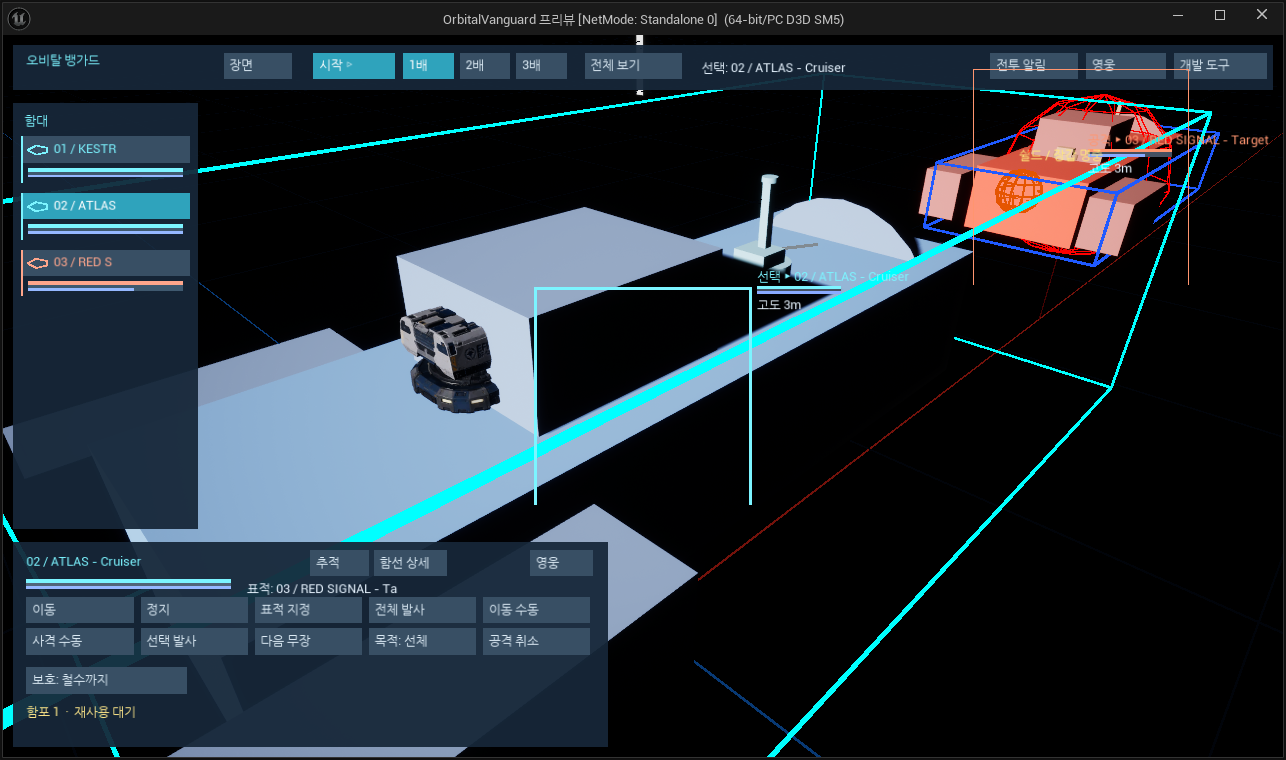 OrbitalVanguard 프리뷰 [NetMode: Standalone 0] (64-bit/PC D3D SM5)
오비탈 뱅가드
장면
시작
1배
2배
3배
전체 보기
선택: 02 / ATLAS - Cruiser
전투 알림
영웅
개발 도구
함대
01 / KESTR
02 / ATLAS
03 / RED S
03 / RED SIGNAL - Target
쉴드 /
고도 3m
선택 ▸ 02 / ATLAS - Cruiser
고도 3m
02 / ATLAS - Cruiser
추적
함선 상세
영웅
표적: 03 / RED SIGNAL - Ta
이동
정지
표적 지정
전체 발사
이동 수동
사격 수동
선택 발사
다음 무장
목적: 선체
공격 취소
보호: 철수까지
함포 1 · 재사용 대기